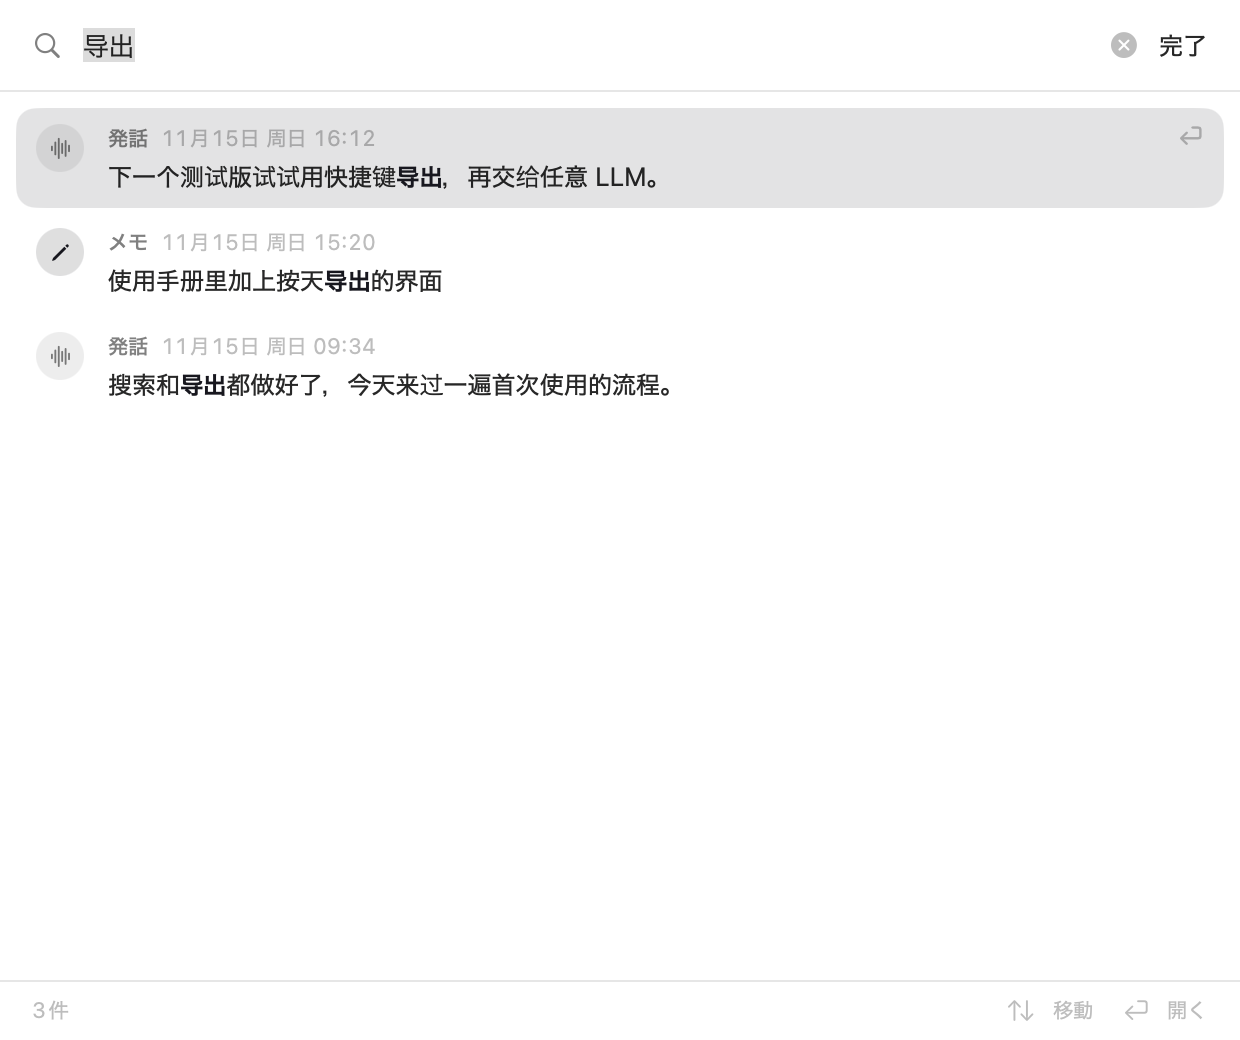 导出
完了
発話 11月15日 周日 16:12
下一个测试版试试用快捷键导出，再交给任意 LLM。
メモ 11月15日 周日 15:20
使用手册里加上按天导出的界面
発話 11月15日 周日 09:34
搜索和导出都做好了，今天来过一遍首次使用的流程。
3件
移動
開く